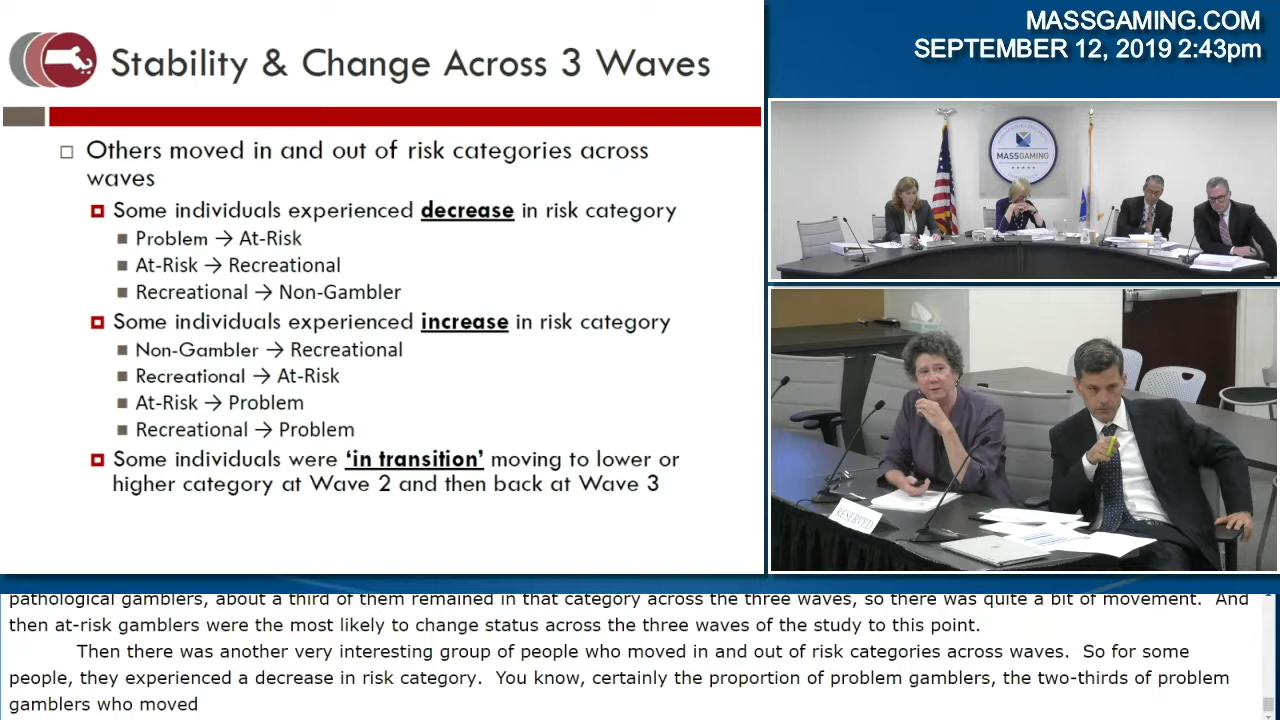 Stability & Change Across 3 Waves
Others moved in and out of risk categories across
waves
Some individuals experienced decrease in risk category
Problem → At-Risk
At-Risk → Recreational
Recreational → Non-Gambler
Some individuals experienced increase in risk category
Non-Gambler → Recreational
Recreational → At-Risk
At-Risk → Problem
Recreational → Problem
Some individuals were ‘in transition’ moving to lower or
higher category at Wave 2 and then back at Wave 3
MASSGAMING.COM
SEPTEMBER 12, 2019 2:43pm
MASSGAMING
RESERVED
pathological gamblers, about a third of them remained in that category across the three waves, so there was quite a bit of movement. And
then at-risk gamblers were the most likely to change status across the three waves of the study to this point.
Then there was another very interesting group of people who moved in and out of risk categories across waves. So for some
people, they experienced a decrease in risk category. You know, certainly the proportion of problem gamblers, the two-thirds of problem
gamblers who moved